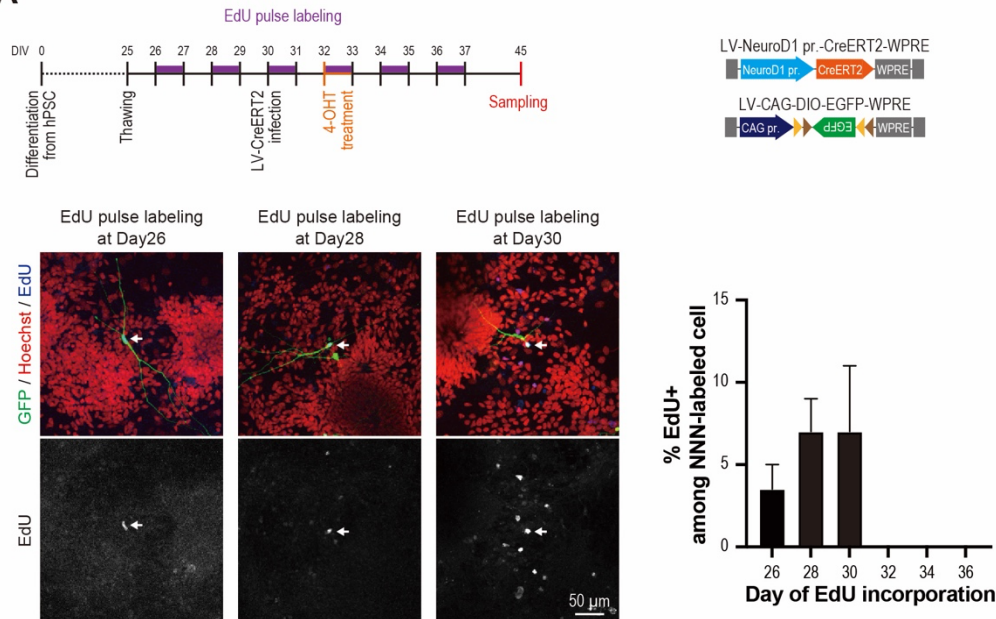 A
EdU pulse labeling
DIV 0 25 26 27 28 29 30 31 32 33 34 35 36 37 45
Differentiation
from hPSC
Thawing
LV-CreERT2
infection
4-OHT
treatment
Sampling
LV-NeuroD1 pr.-CreERT2-WPRE
NeuroD1 pr. CreERT2 WPRE
LV-CAG-DIO-EGFP-WPRE
CAG pr. EGFP WPRE
EdU pulse labeling
at Day26
EdU pulse labeling
at Day28
EdU pulse labeling
at Day30
GFP / Hoechst / EdU
EdU
50 µm
% EdU+
among NNN-labeled cell
15
10
5
0
26 28 30 32 34 36
Day of EdU incorporation